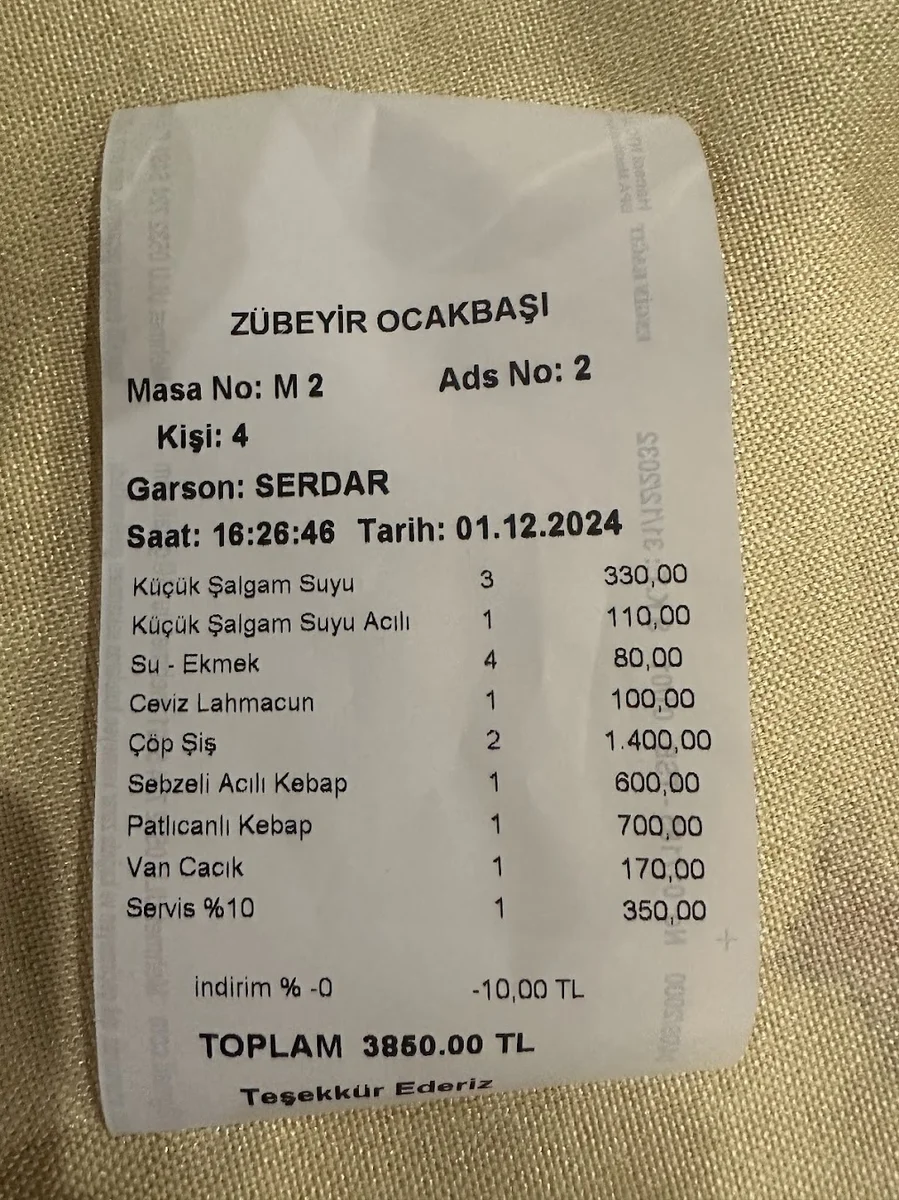 ZÜBEYİR OCAKBAŞI
Masa No: M 2 Ads No: 2
Kişi: 4
Garson: SERDAR
Saat: 16:26:46 Tarih: 01.12.2024
Küçük Şalgam Suyu 3 330,00
Küçük Şalgam Suyu Acılı 1 110,00
Su - Ekmek 4 80,00
Ceviz Lahmacun 1 100,00
Çöp Şiş 2 1.400,00
Sebzeli Acılı Kebap 1 600,00
Patlıcanlı Kebap 1 700,00
Van Cacık 1 170,00
Servis %10 1 350,00
indirim % -0 -10,00 TL
TOPLAM 3850.00 TL
Teşekkür Ederiz